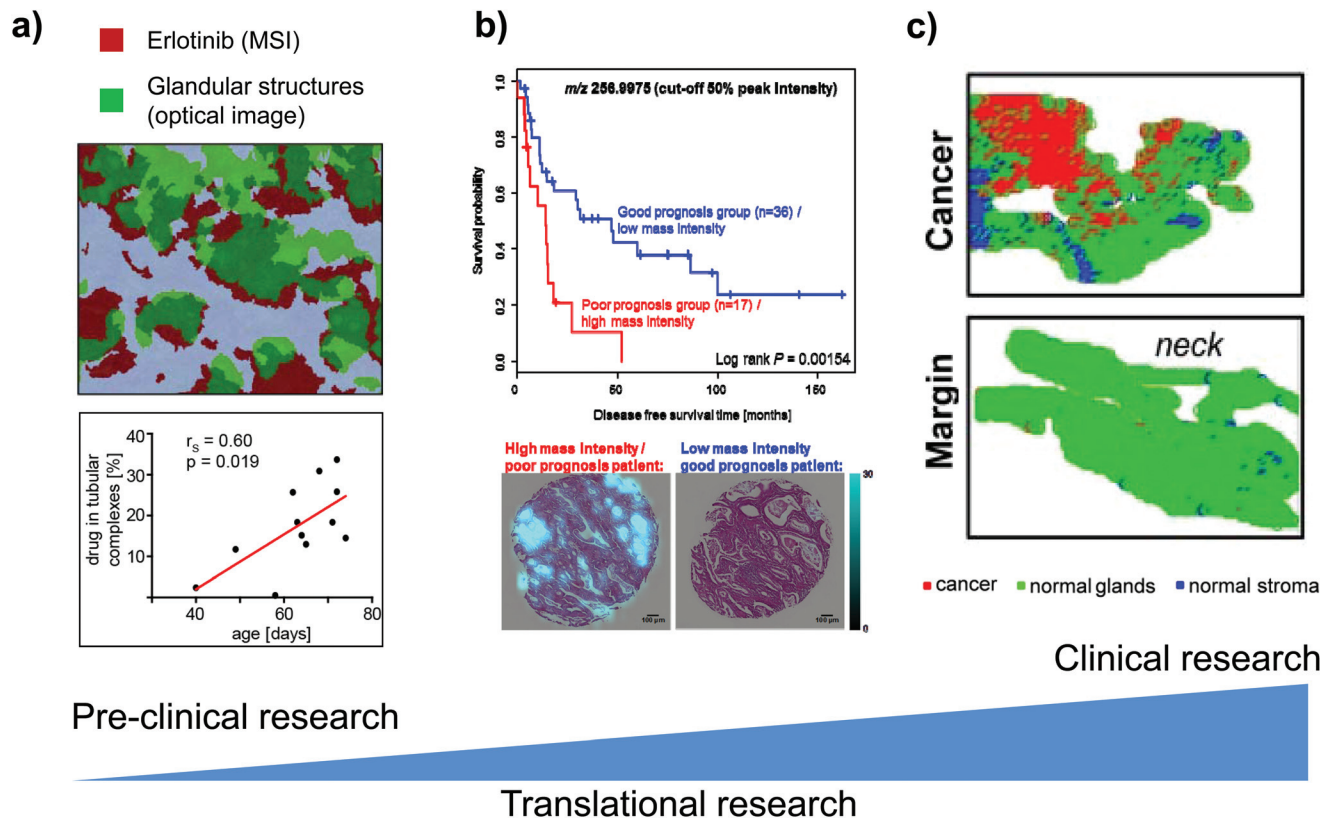 a)
Erlotinib (MSI)
Glandular structures
(optical image)
drug in tubular
complexes [%]
40
30
20
10
rS = 0.60
p = 0.019
40
60
80
age [days]
b)
m/z 256.9975 (cut-off 50% peak intensity)
Survival probability
1.0
0.8
0.6
0.4
0.2
0.0
Good prognosis group (n=36) /
low mass intensity
Poor prognosis group (n=17) /
high mass intensity
Log rank P = 0.00154
0
50
100
150
Disease free survival time [months]
High mass intensity /
poor prognosis patient:
Low mass intensity
good prognosis patient:
30
0
100 µm
100 µm
c)
Cancer
Margin
neck
cancer
normal glands
normal stroma
Pre-clinical research
Clinical research
Translational research